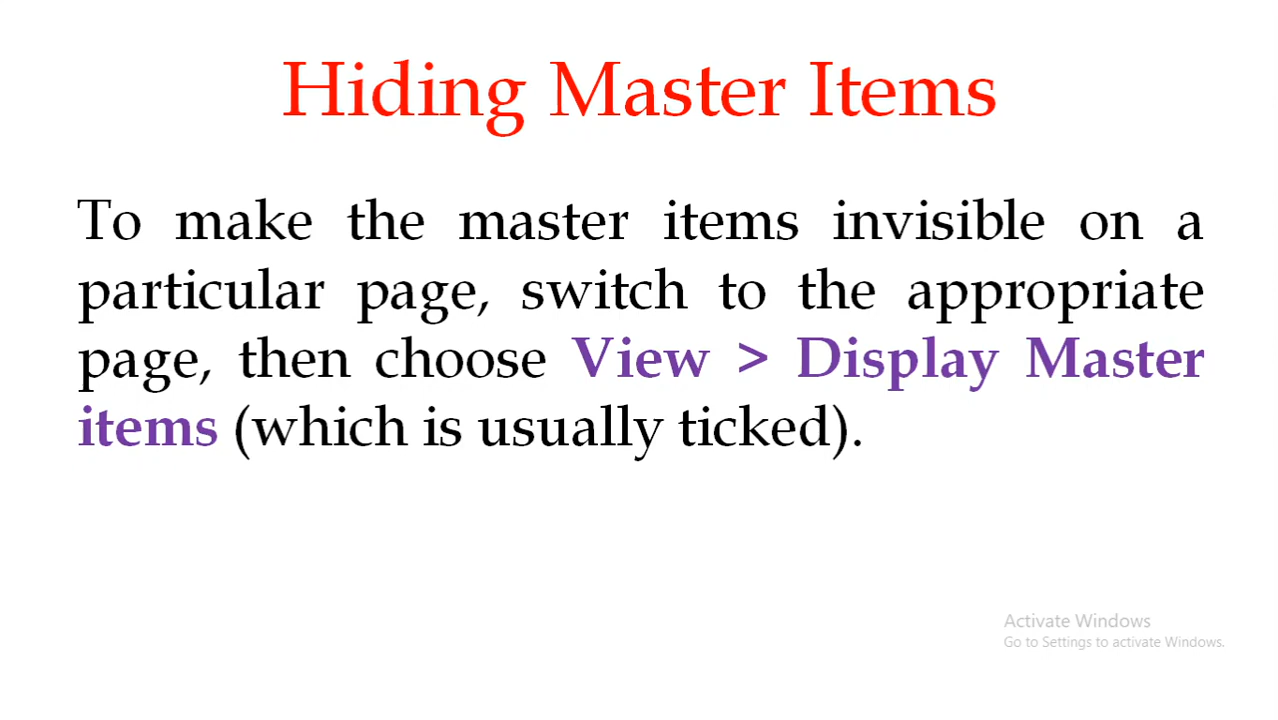 Hiding Master Items
To make the master items invisible on a
particular page, switch to the appropriate
page, then choose View > Display Master
items (which is usually ticked).
Activate Windows
Go to Settings to activate Windows.